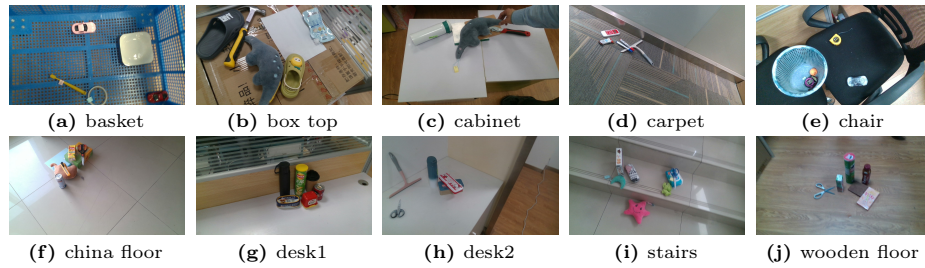 (a) basket
(b) box top
(c) cabinet
(d) carpet
(e) chair
(f) china floor
(g) desk1
(h) desk2
(i) stairs
(j) wooden floor